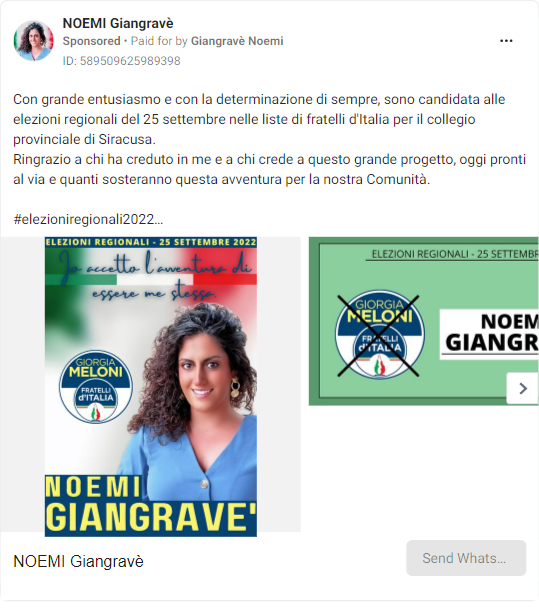 NOEMI Giangravè
Sponsored • Paid for by Giangravè Noemi
ID: 589509625989398
Con grande entusiasmo e con la determinazione di sempre, sono candidata alle
elezioni regionali del 25 settembre nelle liste di fratelli d'Italia per il collegio
provinciale di Siracusa.
Ringrazio a chi ha creduto in me e a chi crede a questo grande progetto, oggi pronti
al via e quanti sosteranno questa avventura per la nostra Comunità.
#elezioniregionali2022...
ELEZIONI REGIONALI - 25 SETTEMBRE 2022
Io accetto l'avventura di
essere me stessa
GIORGIA
MELONI
FRATELLI
d'ITALIA
NOEMI
GIANGRAVE'
ELEZIONI REGIONALI - 25 SETTEMBR
GIORGIA
MELONI
FRATELLI
d'ITALIA
NOEM
GIANGR
NOEMI Giangravè
Send Whats...